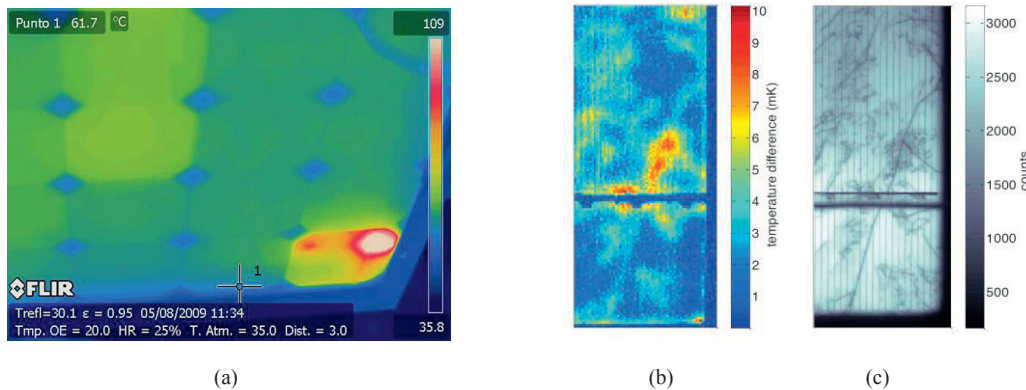 Punto 1 61.7 °C
109
1
FLIR
Trefl=30.1 ε = 0.95 05/08/2009 11:34
Tmp. OE = 20.0 HR = 25% T. Atm. = 35.0 Dist. = 3.0
35.8
(a)
10
9
8
7
6
5
4
3
2
1
temperature difference (mK)
(b)
3000
2500
2000
1500
1000
500
counts
(c)